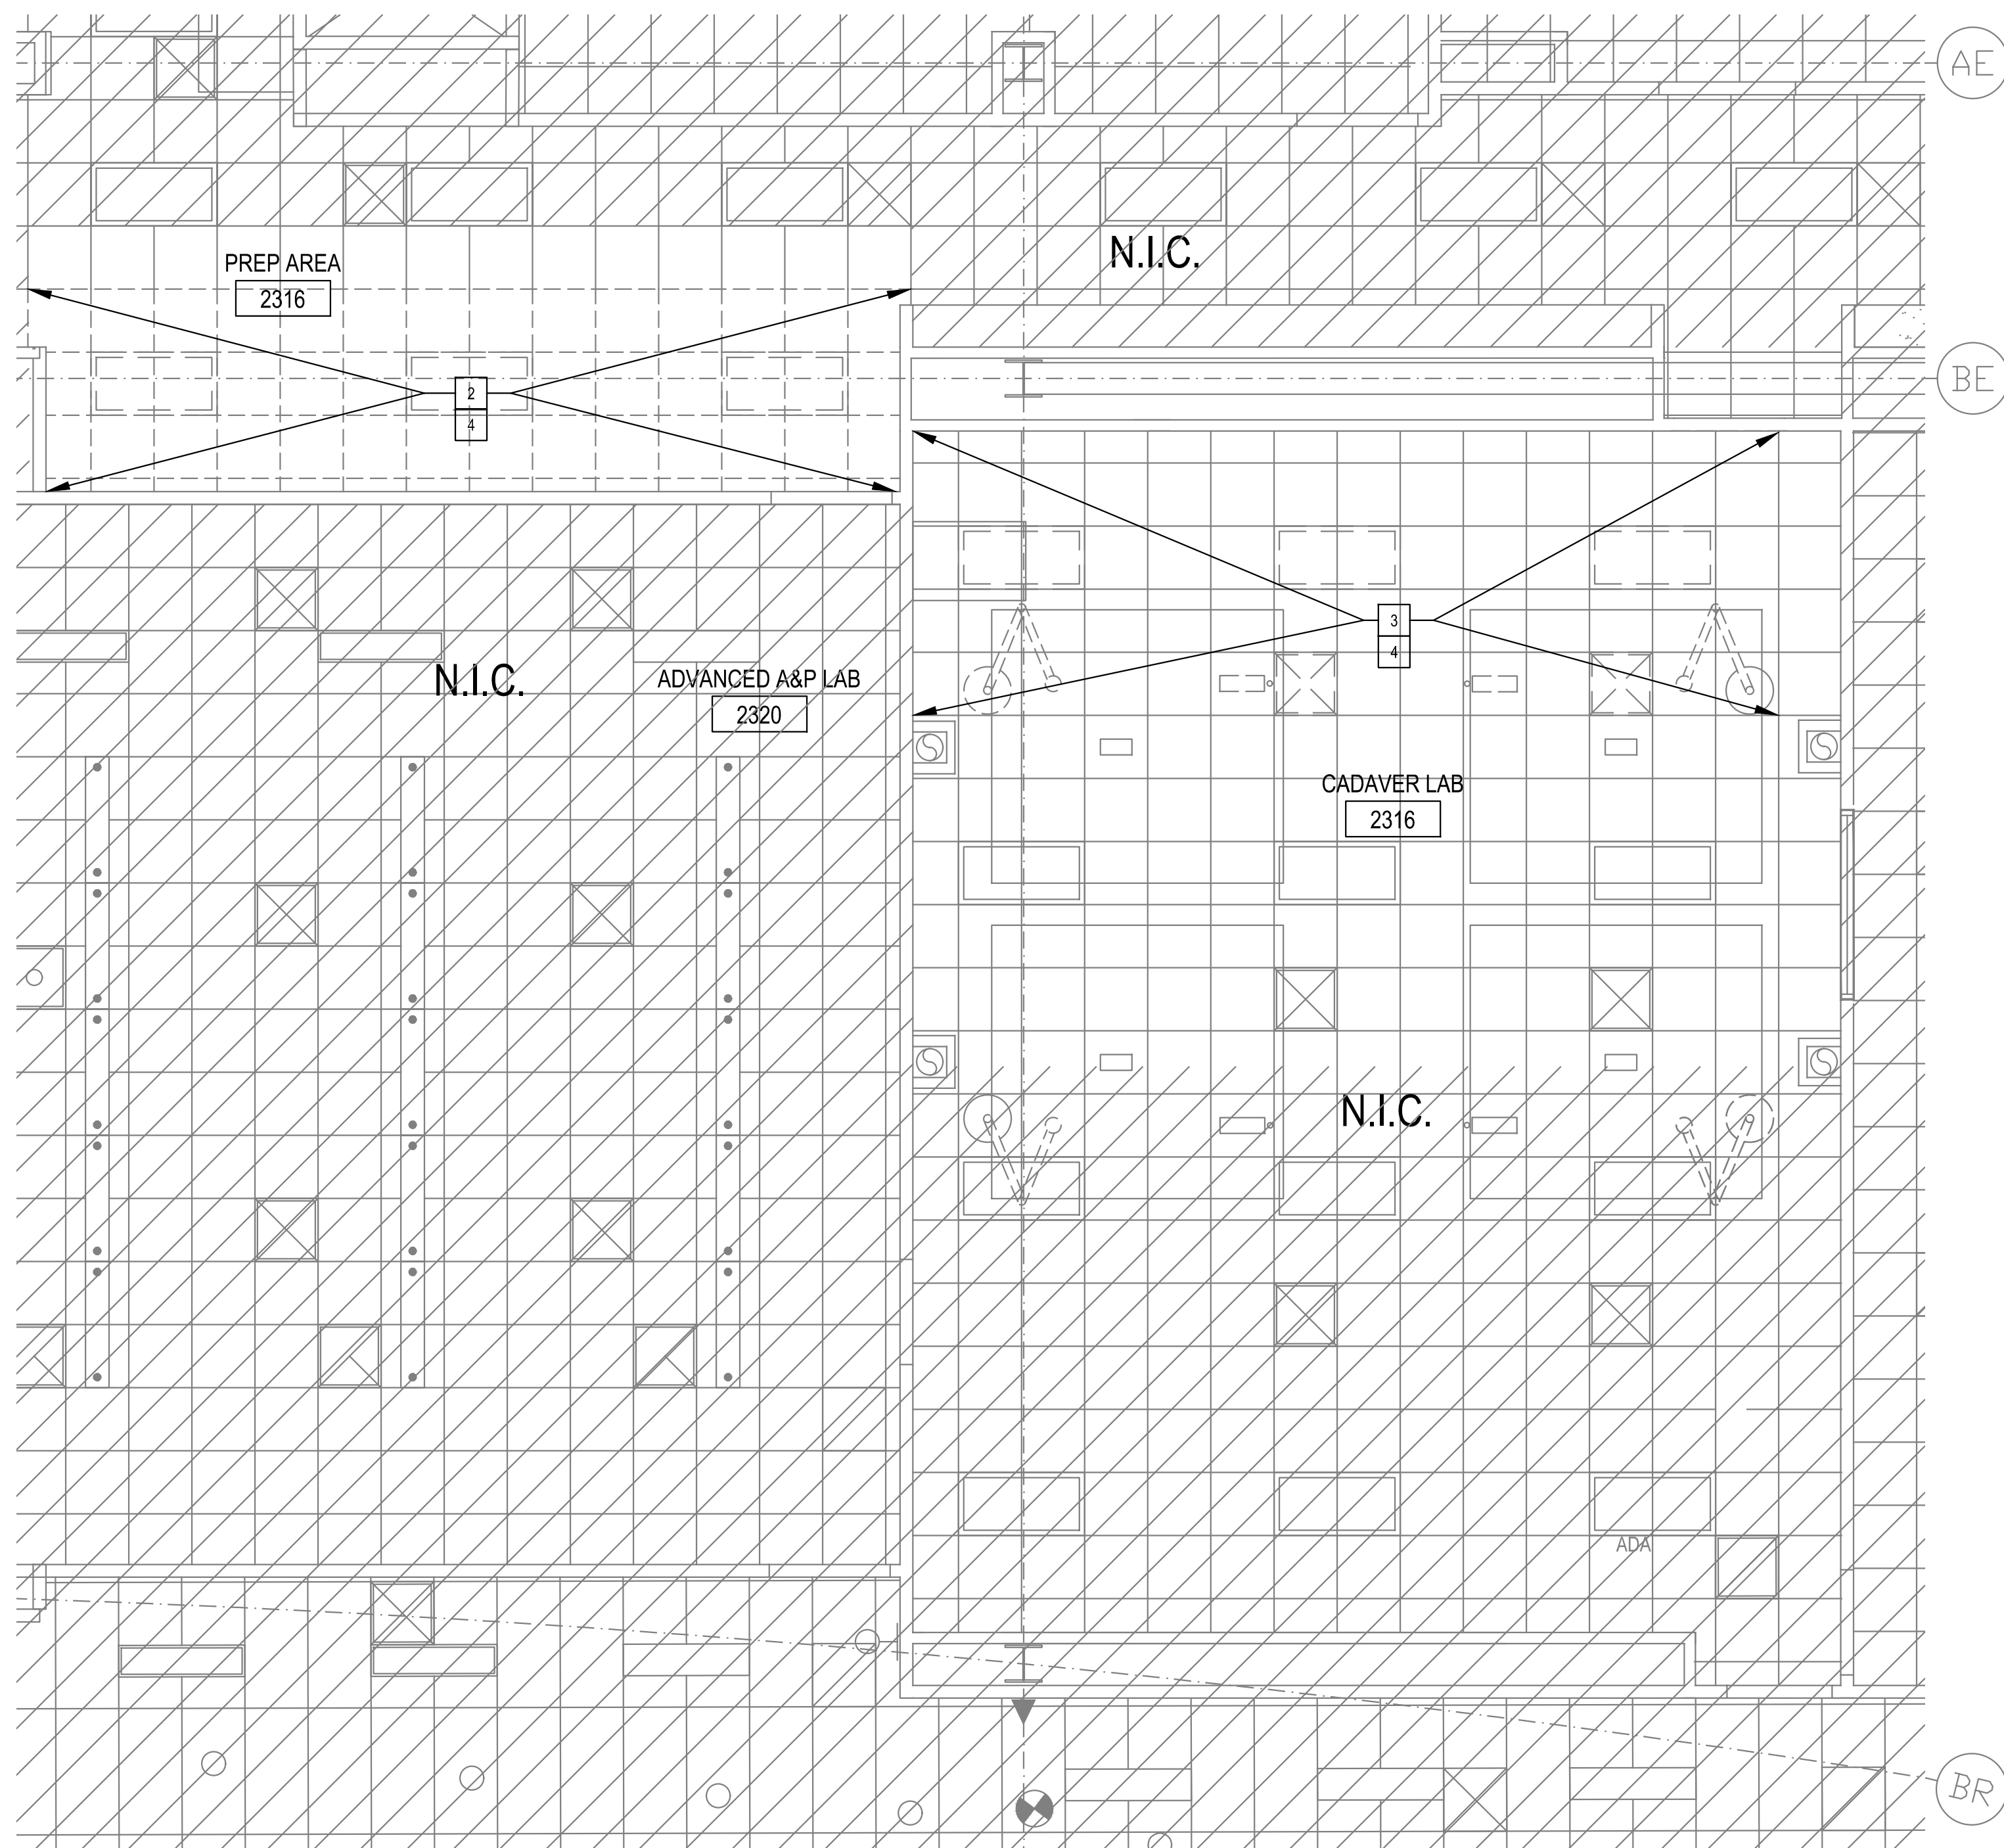 AE
N.I.C.
PREP AREA
2316
BE
2
4
3
4
N.I.C.
ADVANCED A&P LAB
2320
CADAVER LAB
2316
N.I.C.
ADA
BR